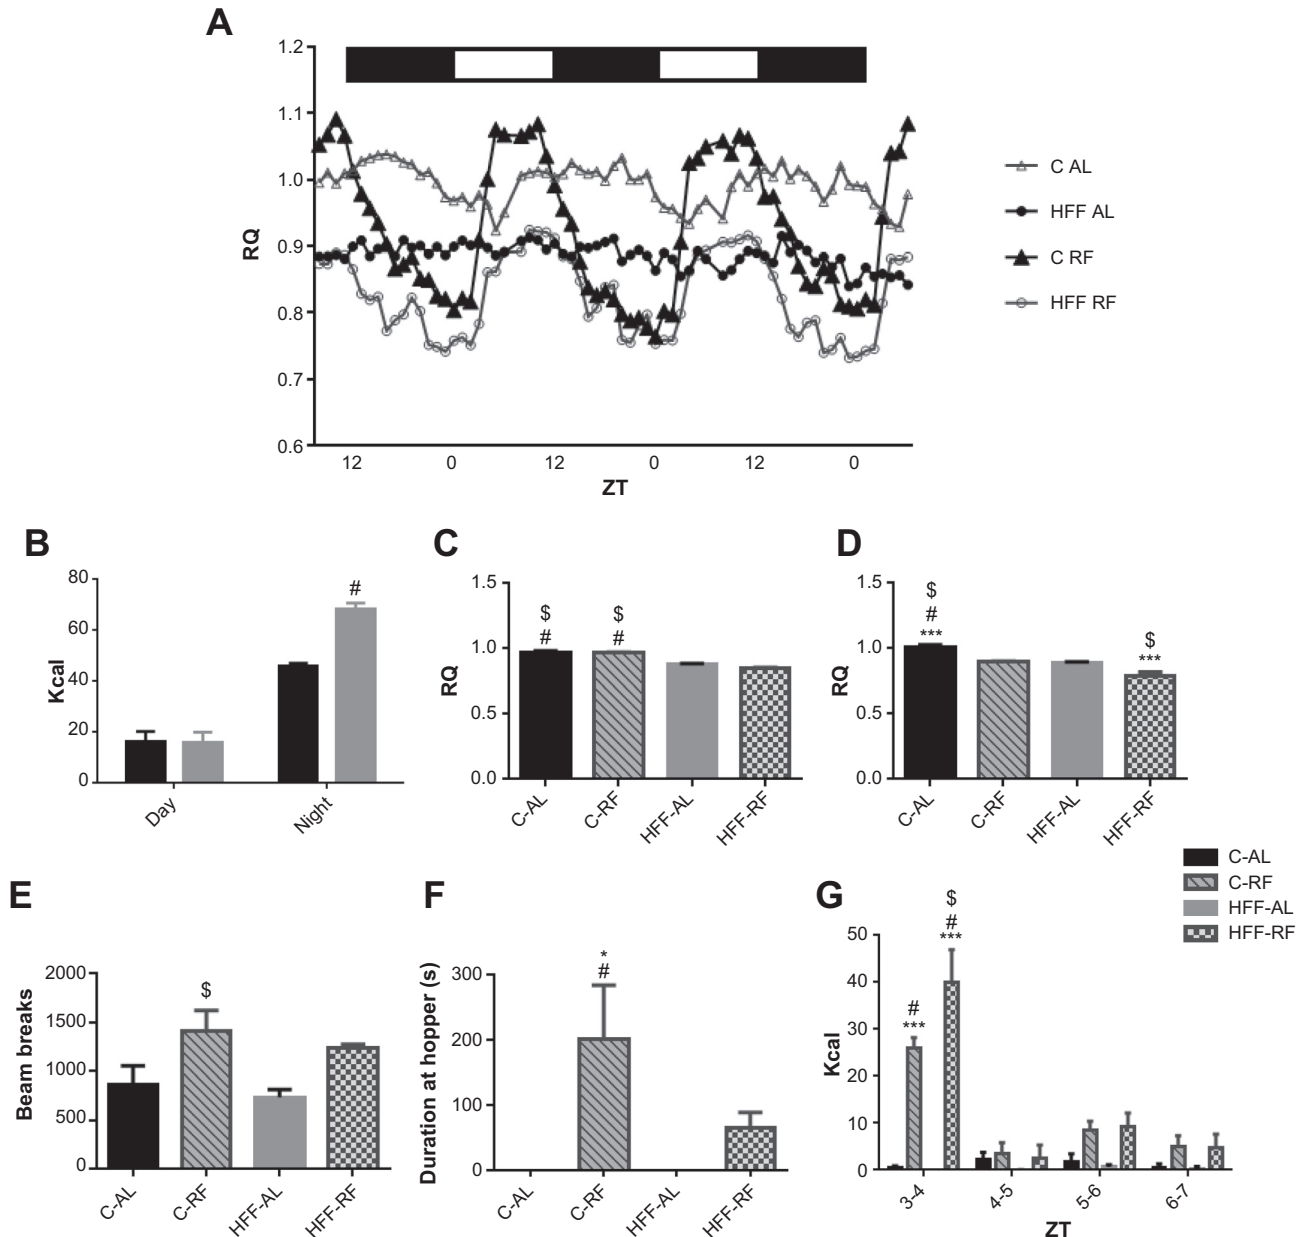 A
1.2
1.1
1.0
0.9
0.8
0.7
0.6
RQ
12 0 12 0 12 0
ZT
C AL
HFF AL
C RF
HFF RF
B
80
60
40
20
0
Kcal
#
Day Night
C
1.5
1.0
0.5
0.0
RQ
$ $
# #
C-AL C-RF HFF-AL HFF-RF
D
1.5
1.0
0.5
0.0
RQ
$
#
***
$
***
C-AL C-RF HFF-AL HFF-RF
C-AL
C-RF
HFF-AL
HFF-RF
E
2000
1500
1000
500
0
Beam breaks
$
C-AL C-RF HFF-AL HFF-RF
F
300
200
100
0
Duration at hopper (s)
*
#
C-AL C-RF HFF-AL HFF-RF
G
50
40
30
20
10
0
Kcal
#
***
$
#
***
3-4 4-5 5-6 6-7
ZT